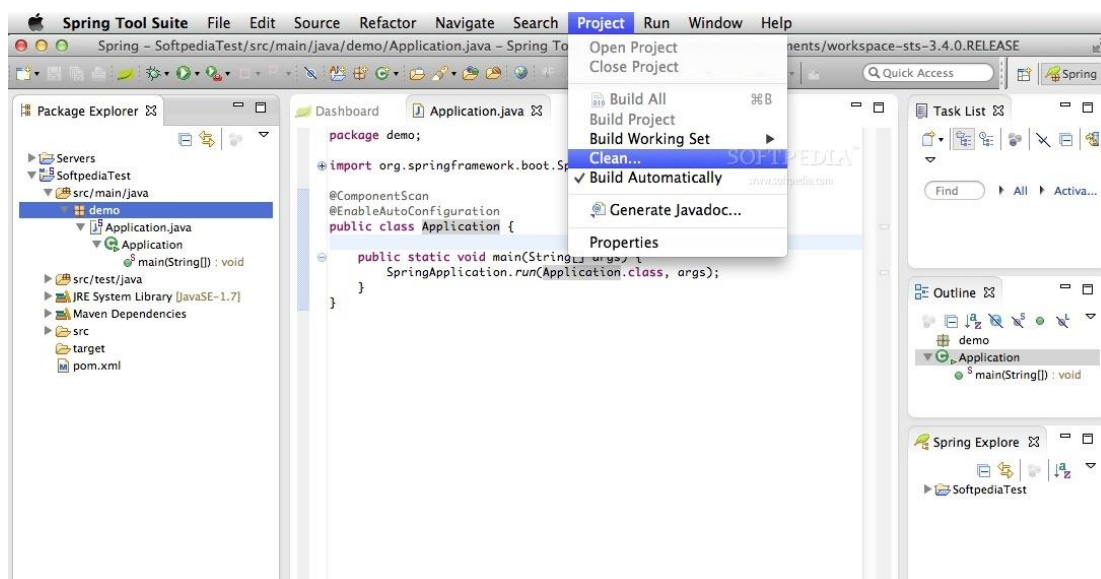 Spring Tool Suite File Edit Source Refactor Navigate Search Project Run Window Help
Spring – SoftpediaTest/src/main/java/demo/Application.java – Spring To
ments/workspace-sts-3.4.0.RELEASE
Quick Access
Spring
Open Project
Close Project
Build All ⌘B
Build Project
Build Working Set
Clean...
✓ Build Automatically
Generate Javadoc...
Properties
SOFTPEDIA
www.softpedia.com
Package Explorer
Servers
SoftpediaTest
src/main/java
demo
Application.java
Application
main(String[]) : void
src/test/java
JRE System Library [JavaSE-1.7]
Maven Dependencies
src
target
pom.xml
Dashboard
Application.java
package demo;
import org.springframework.boot.Sp
@ComponentScan
@EnableAutoConfiguration
public class Application {
public static void main(String[] args) {
SpringApplication.run(Application.class, args);
}
}
Task List
Find All Activa...
Outline
demo
Application
main(String[]) : void
Spring Explore
SoftpediaTest